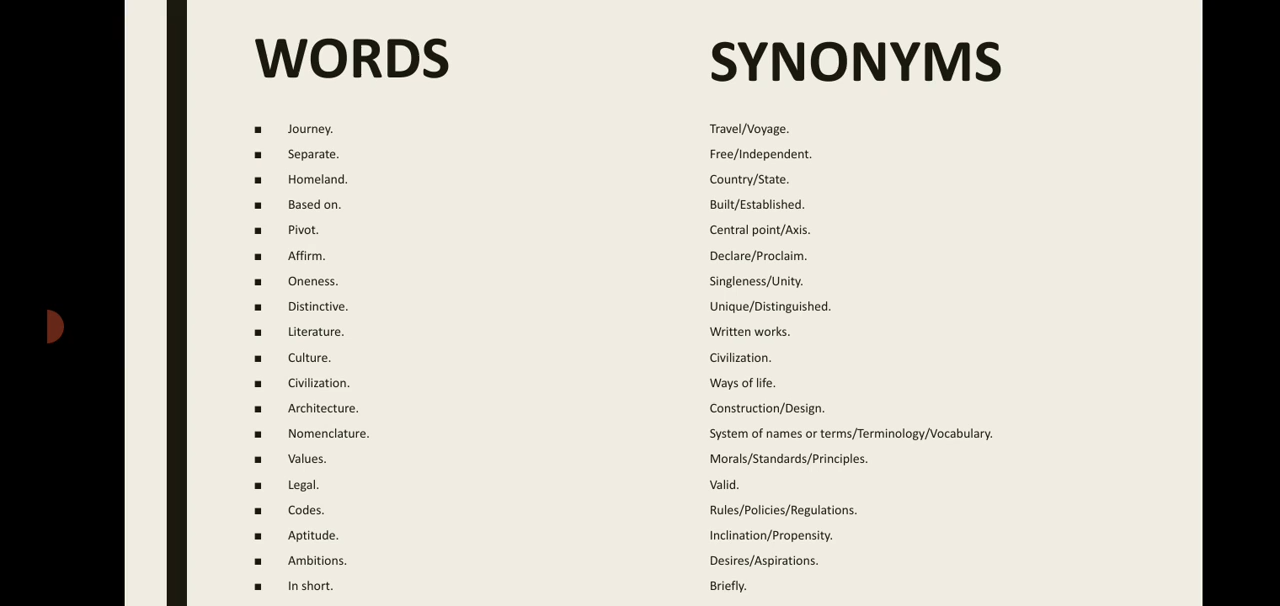 WORDS SYNONYMS
■ Journey. Travel/Voyage.
■ Separate. Free/Independent.
■ Homeland. Country/State.
■ Based on. Built/Established.
■ Pivot. Central point/Axis.
■ Affirm. Declare/Proclaim.
■ Oneness. Singleness/Unity.
■ Distinctive. Unique/Distinguished.
■ Literature. Written works.
■ Culture. Civilization.
■ Civilization. Ways of life.
■ Architecture. Construction/Design.
■ Nomenclature. System of names or terms/Terminology/Vocabulary.
■ Values. Morals/Standards/Principles.
■ Legal. Valid.
■ Codes. Rules/Policies/Regulations.
■ Aptitude. Inclination/Propensity.
■ Ambitions. Desires/Aspirations.
■ In short. Briefly.